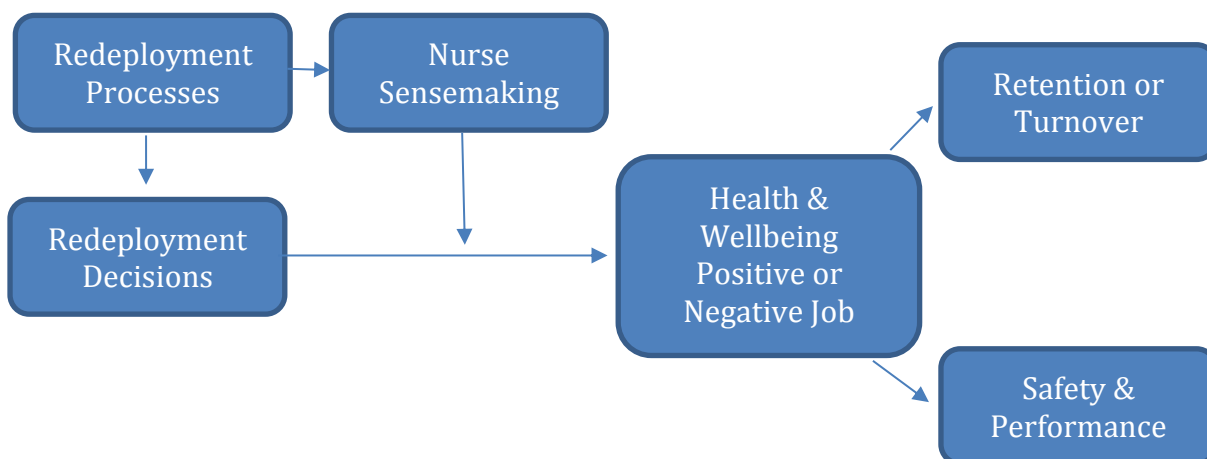 Redeployment
Processes
Nurse
Sensemaking
Retention or
Turnover
Redeployment
Decisions
Health &
Wellbeing
Positive or
Negative Job
Safety &
Performance